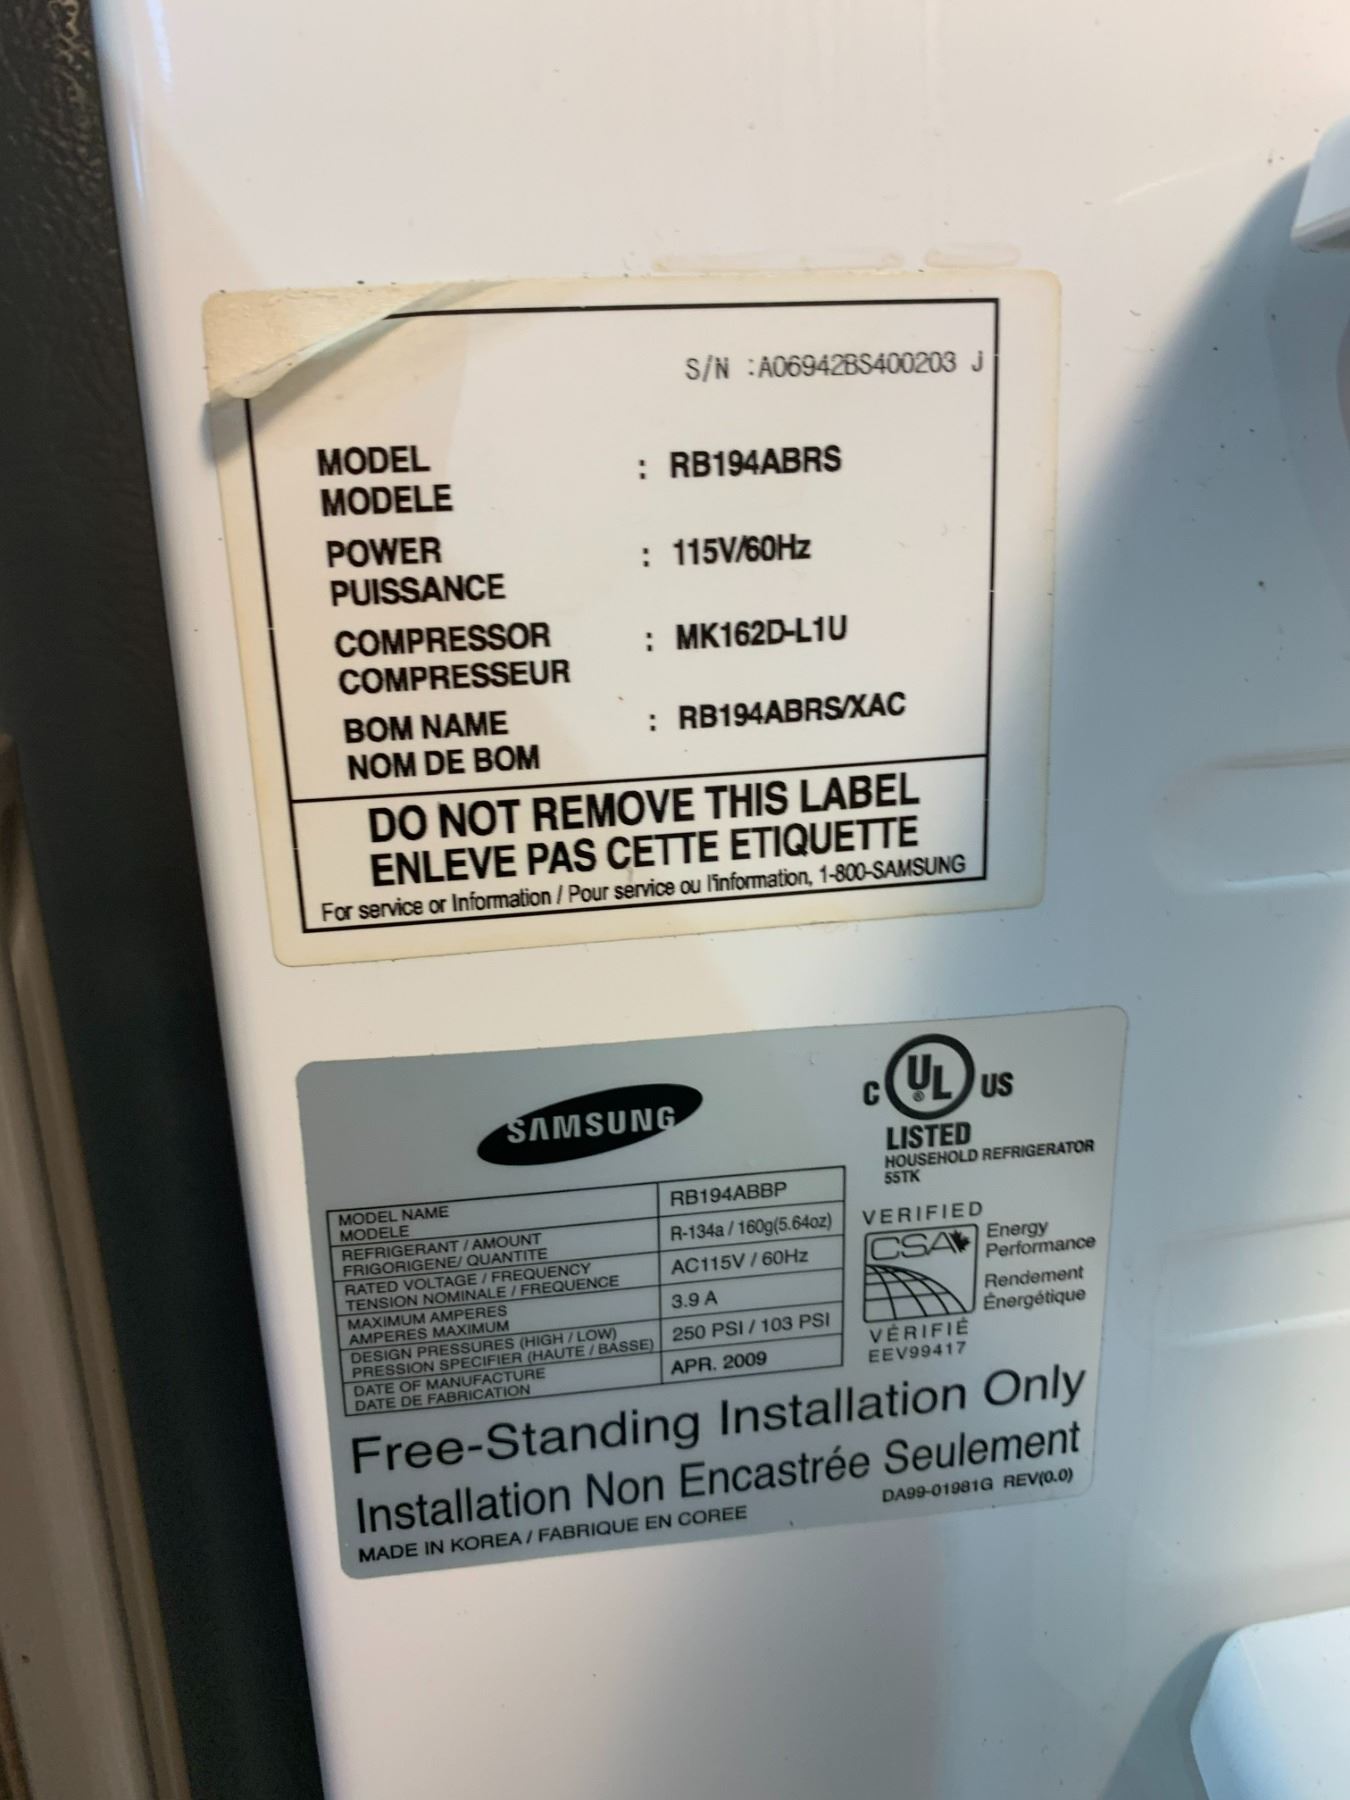 S/N :A06942BS400203 J
MODEL : RB194ABRS
MODELE
POWER : 115V/60Hz
PUISSANCE
COMPRESSOR : MK162D-L1U
COMPRESSEUR
BOM NAME : RB194ABRS/XAC
NOM DE BOM
DO NOT REMOVE THIS LABEL
ENLEVE PAS CETTE ETIQUETTE
For service or Information / Pour service ou l'information, 1-800-SAMSUNG
SAMSUNG
C UL ® US
LISTED
HOUSEHOLD REFRIGERATOR
55TK
MODEL NAME RB194ABBP
MODELE
REFRIGERANT / AMOUNT R-134a / 160g(5.64oz)
FRIGORIGENE/ QUANTITE
RATED VOLTAGE / FREQUENCY AC115V / 60Hz
TENSION NOMINALE / FREQUENCE
MAXIMUM AMPERES 3.9 A
AMPERES MAXIMUM
DESIGN PRESSURES (HIGH / LOW) 250 PSI / 103 PSI
PRESSION SPECIFIER (HAUTE / BASSE)
DATE OF MANUFACTURE APR. 2009
DATE DE FABRICATION
VERIFIED
CSA
Energy
Performance
Rendement
Énergétique
VÉRIFIÉ
EEV99417
Free-Standing Installation Only
Installation Non Encastrée Seulement
DA99-01981G REV(0.0)
MADE IN KOREA / FABRIQUE EN COREE